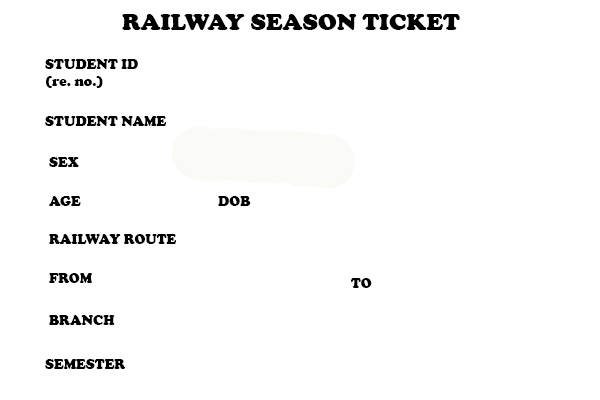 RAILWAY SEASON TICKET
STUDENT ID
(re. no.)
STUDENT NAME
SEX
AGE DOB
RAILWAY ROUTE
FROM TO
BRANCH
SEMESTER